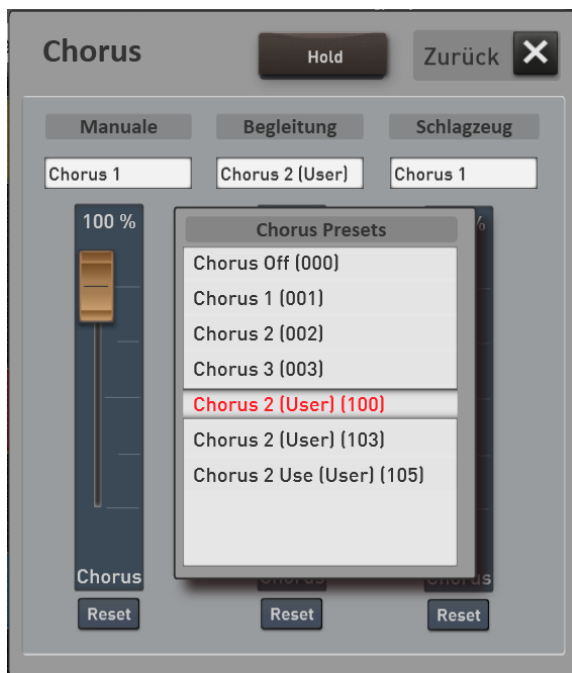 Chorus
Hold
Zurück
Manuale
Begleitung
Schlagzeug
Chorus 1
Chorus 2 (User)
Chorus 1
100 %
%
Chorus Presets
Chorus Off (000)
Chorus 1 (001)
Chorus 2 (002)
Chorus 3 (003)
Chorus 2 (User) (100)
Chorus 2 (User) (103)
Chorus 2 Use (User) (105)
Chorus
Chorus
Chorus
Reset
Reset
Reset